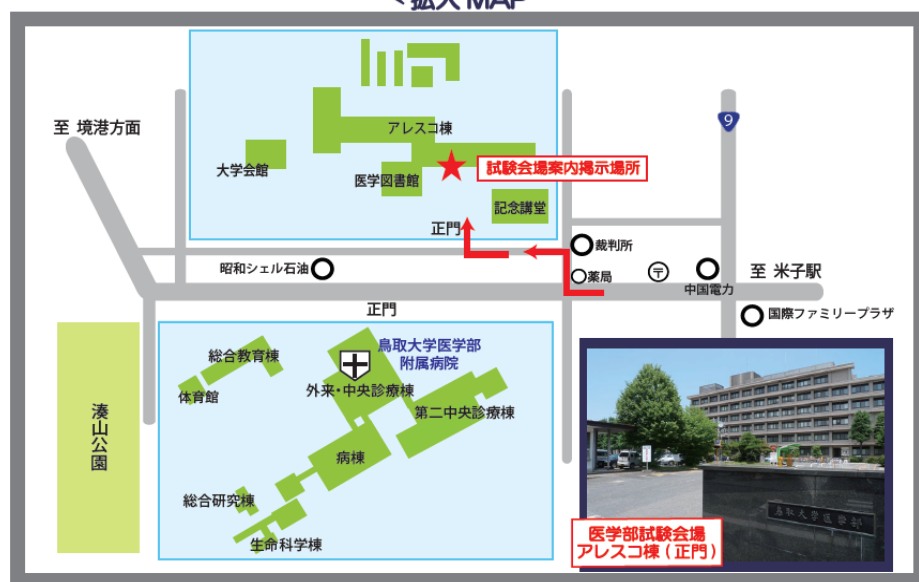 <拡大MAP
至 境港方面
アレスコ棟
9
大学会館
医学図書館
試験会場案内掲示場所
記念講堂
正門
裁判所
昭和シェル石油
薬局
〒
中国電力
至 米子駅
正門
国際ファミリープラザ
総合教育棟
鳥取大学医学部
附属病院
体育館
外来・中央診療棟
第二中央診療棟
湊山公園
病棟
総合研究棟
生命科学棟
鳥取大学医学部
医学部試験会場
アレスコ棟(正門)